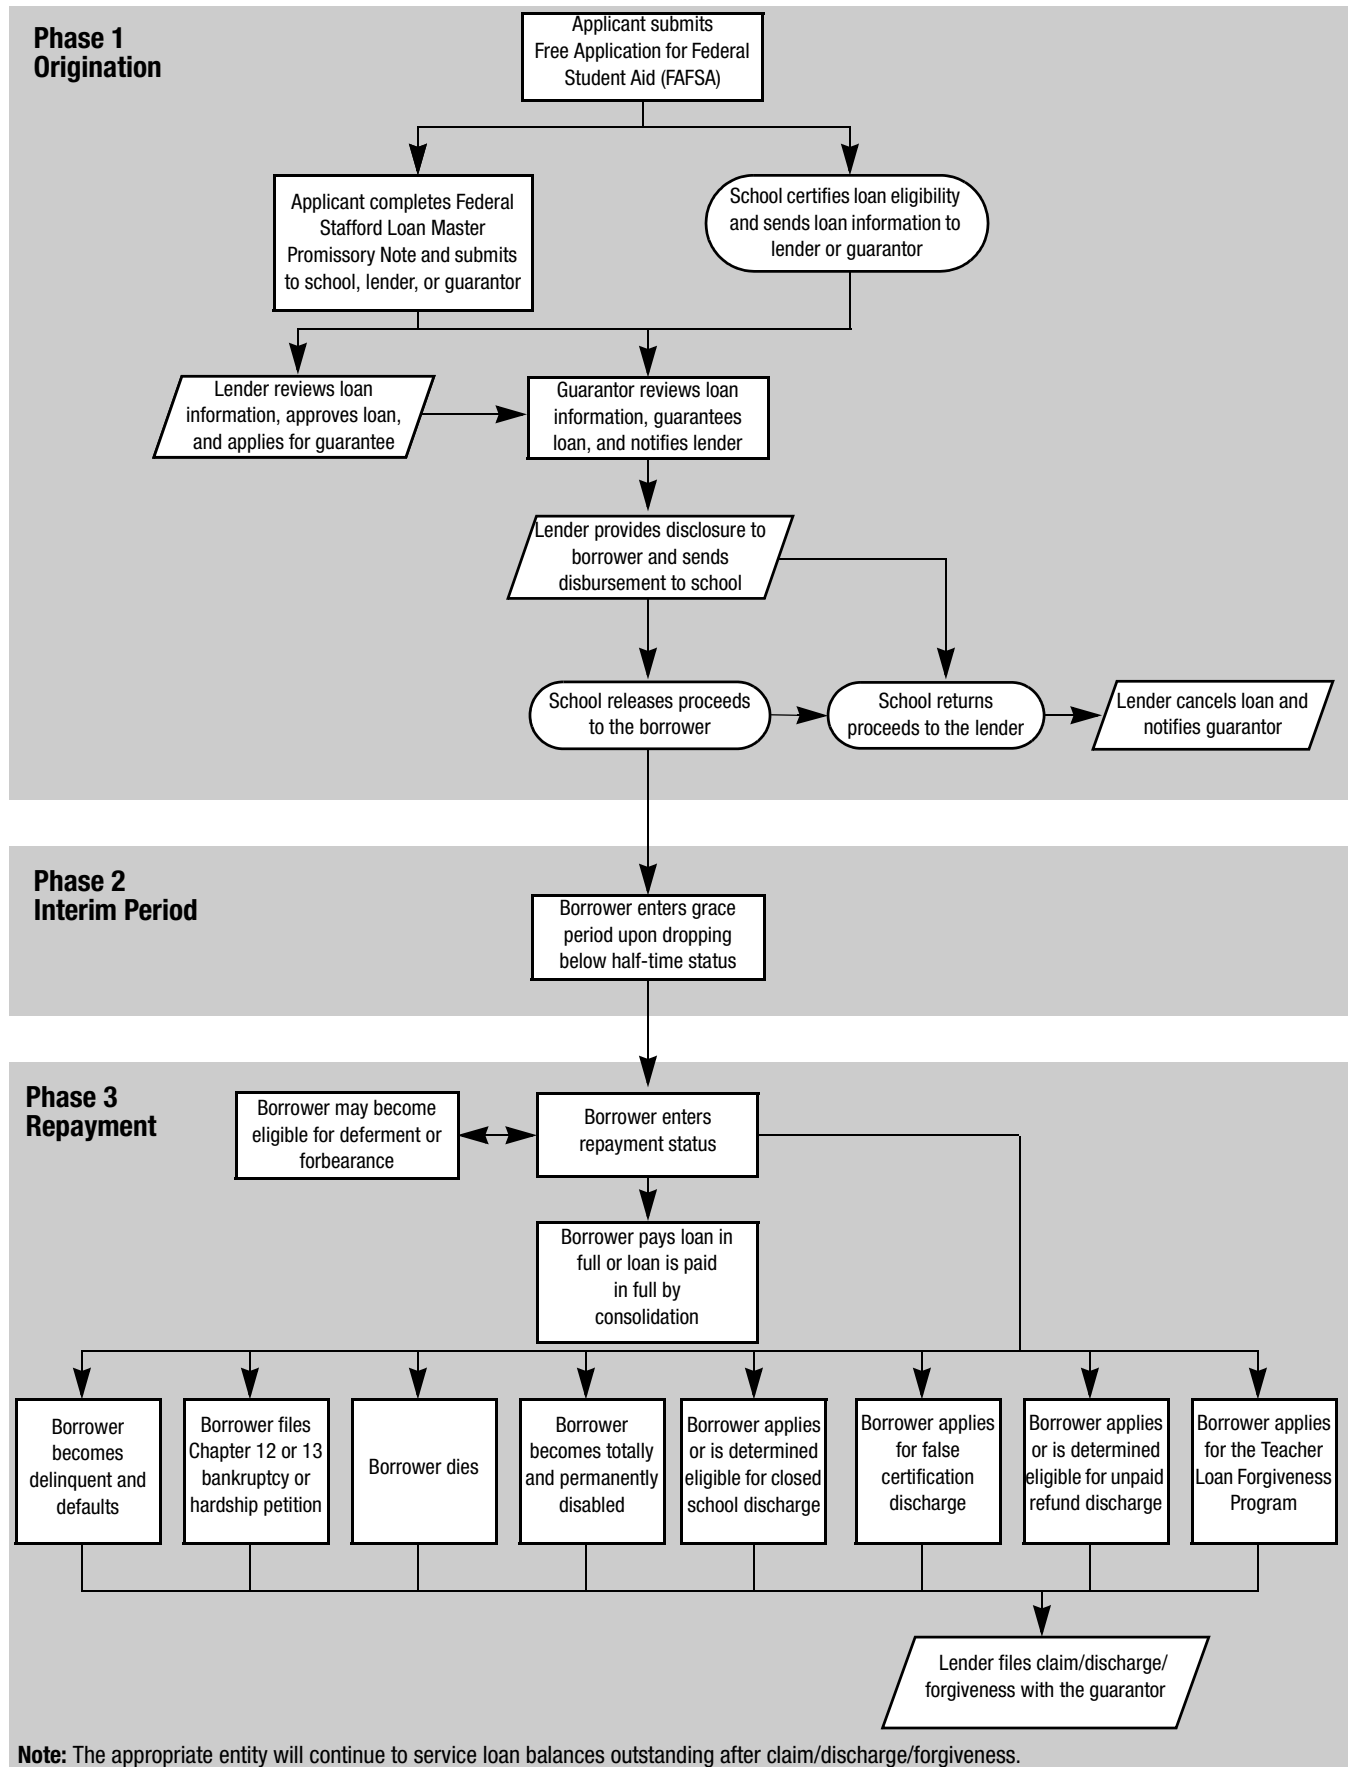 Phase 1
Origination
Applicant submits
Free Application for Federal
Student Aid (FAFSA)
Applicant completes Federal
Stafford Loan Master
Promissory Note and submits
to school, lender, or guarantor
School certifies loan eligibility
and sends loan information to
lender or guarantor
Lender reviews loan
information, approves loan,
and applies for guarantee
Guarantor reviews loan
information, guarantees
loan, and notifies lender
Lender provides disclosure to
borrower and sends
disbursement to school
School releases proceeds
to the borrower
School returns
proceeds to the lender
Lender cancels loan and
notifies guarantor
Phase 2
Interim Period
Borrower enters grace
period upon dropping
below half-time status
Phase 3
Repayment
Borrower may become
eligible for deferment or
forbearance
Borrower enters
repayment status
Borrower pays loan in
full or loan is paid
in full by
consolidation
Borrower
becomes
delinquent and
defaults
Borrower files
Chapter 12 or 13
bankruptcy or
hardship petition
Borrower dies
Borrower
becomes totally
and permanently
disabled
Borrower applies
or is determined
eligible for closed
school discharge
Borrower applies
for false
certification
discharge
Borrower applies
or is determined
eligible for unpaid
refund discharge
Borrower applies
for the Teacher
Loan Forgiveness
Program
Lender files claim/discharge/
forgiveness with the guarantor
Note: The appropriate entity will continue to service loan balances outstanding after claim/discharge/forgiveness.